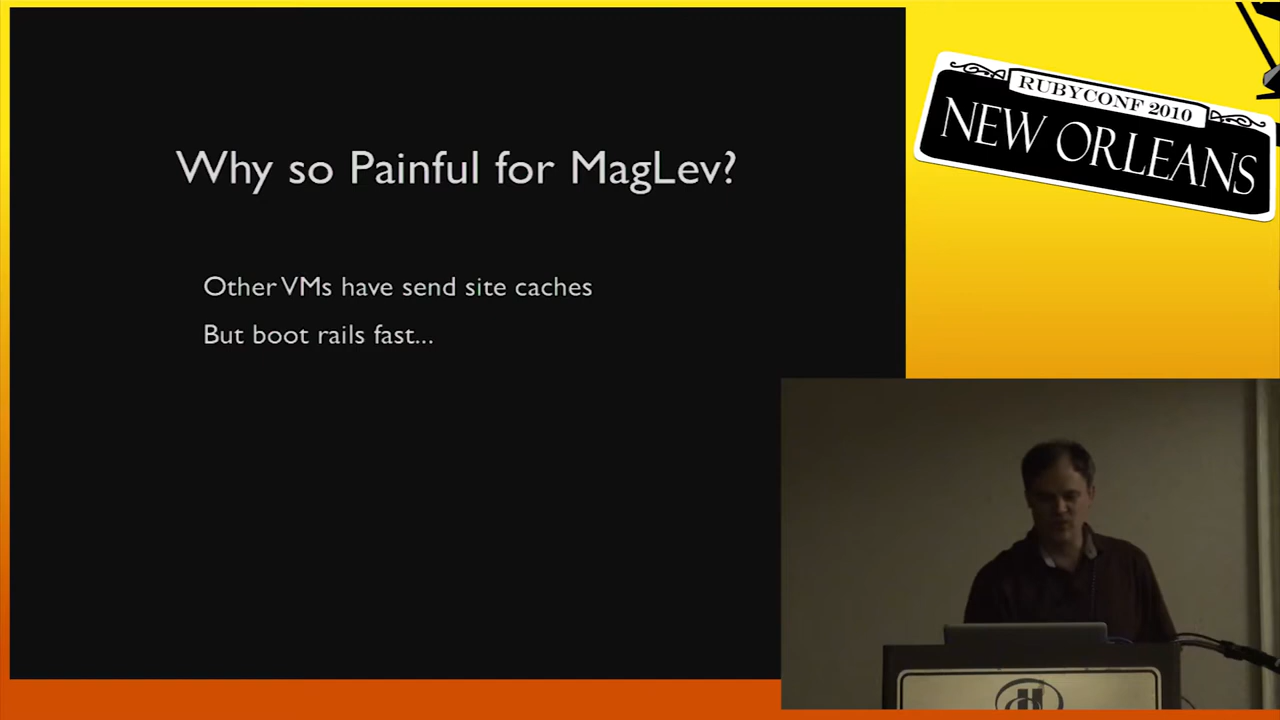 Why so Painful for MagLev?
Other VMs have send site caches
But boot rails fast...
RUBYCONF 2010
NEW ORLEANS